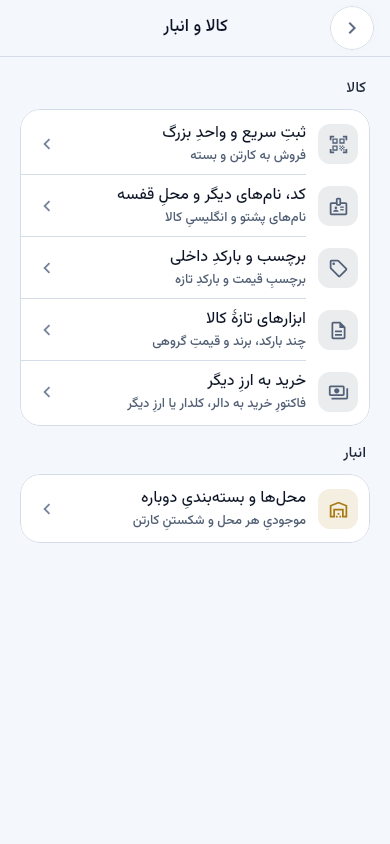 کالا و انبار
کالا
ثبتِ سریع و واحدِ بزرگ
فروش به کارتن و بسته
کد، نام‌های دیگر و محلِ قفسه
نام‌های پشتو و انگلیسیِ کالا
برچسب و بارکدِ داخلی
برچسبِ قیمت و بارکدِ تازه
ابزارهای تازهٔ کالا
چند بارکد، برند و قیمتِ گروهی
خرید به ارزِ دیگر
فاکتورِ خرید به دالر، کلدار یا ارزِ دیگر
انبار
محل‌ها و بسته‌بندیِ دوباره
موجودیِ هر محل و شکستنِ کارتن